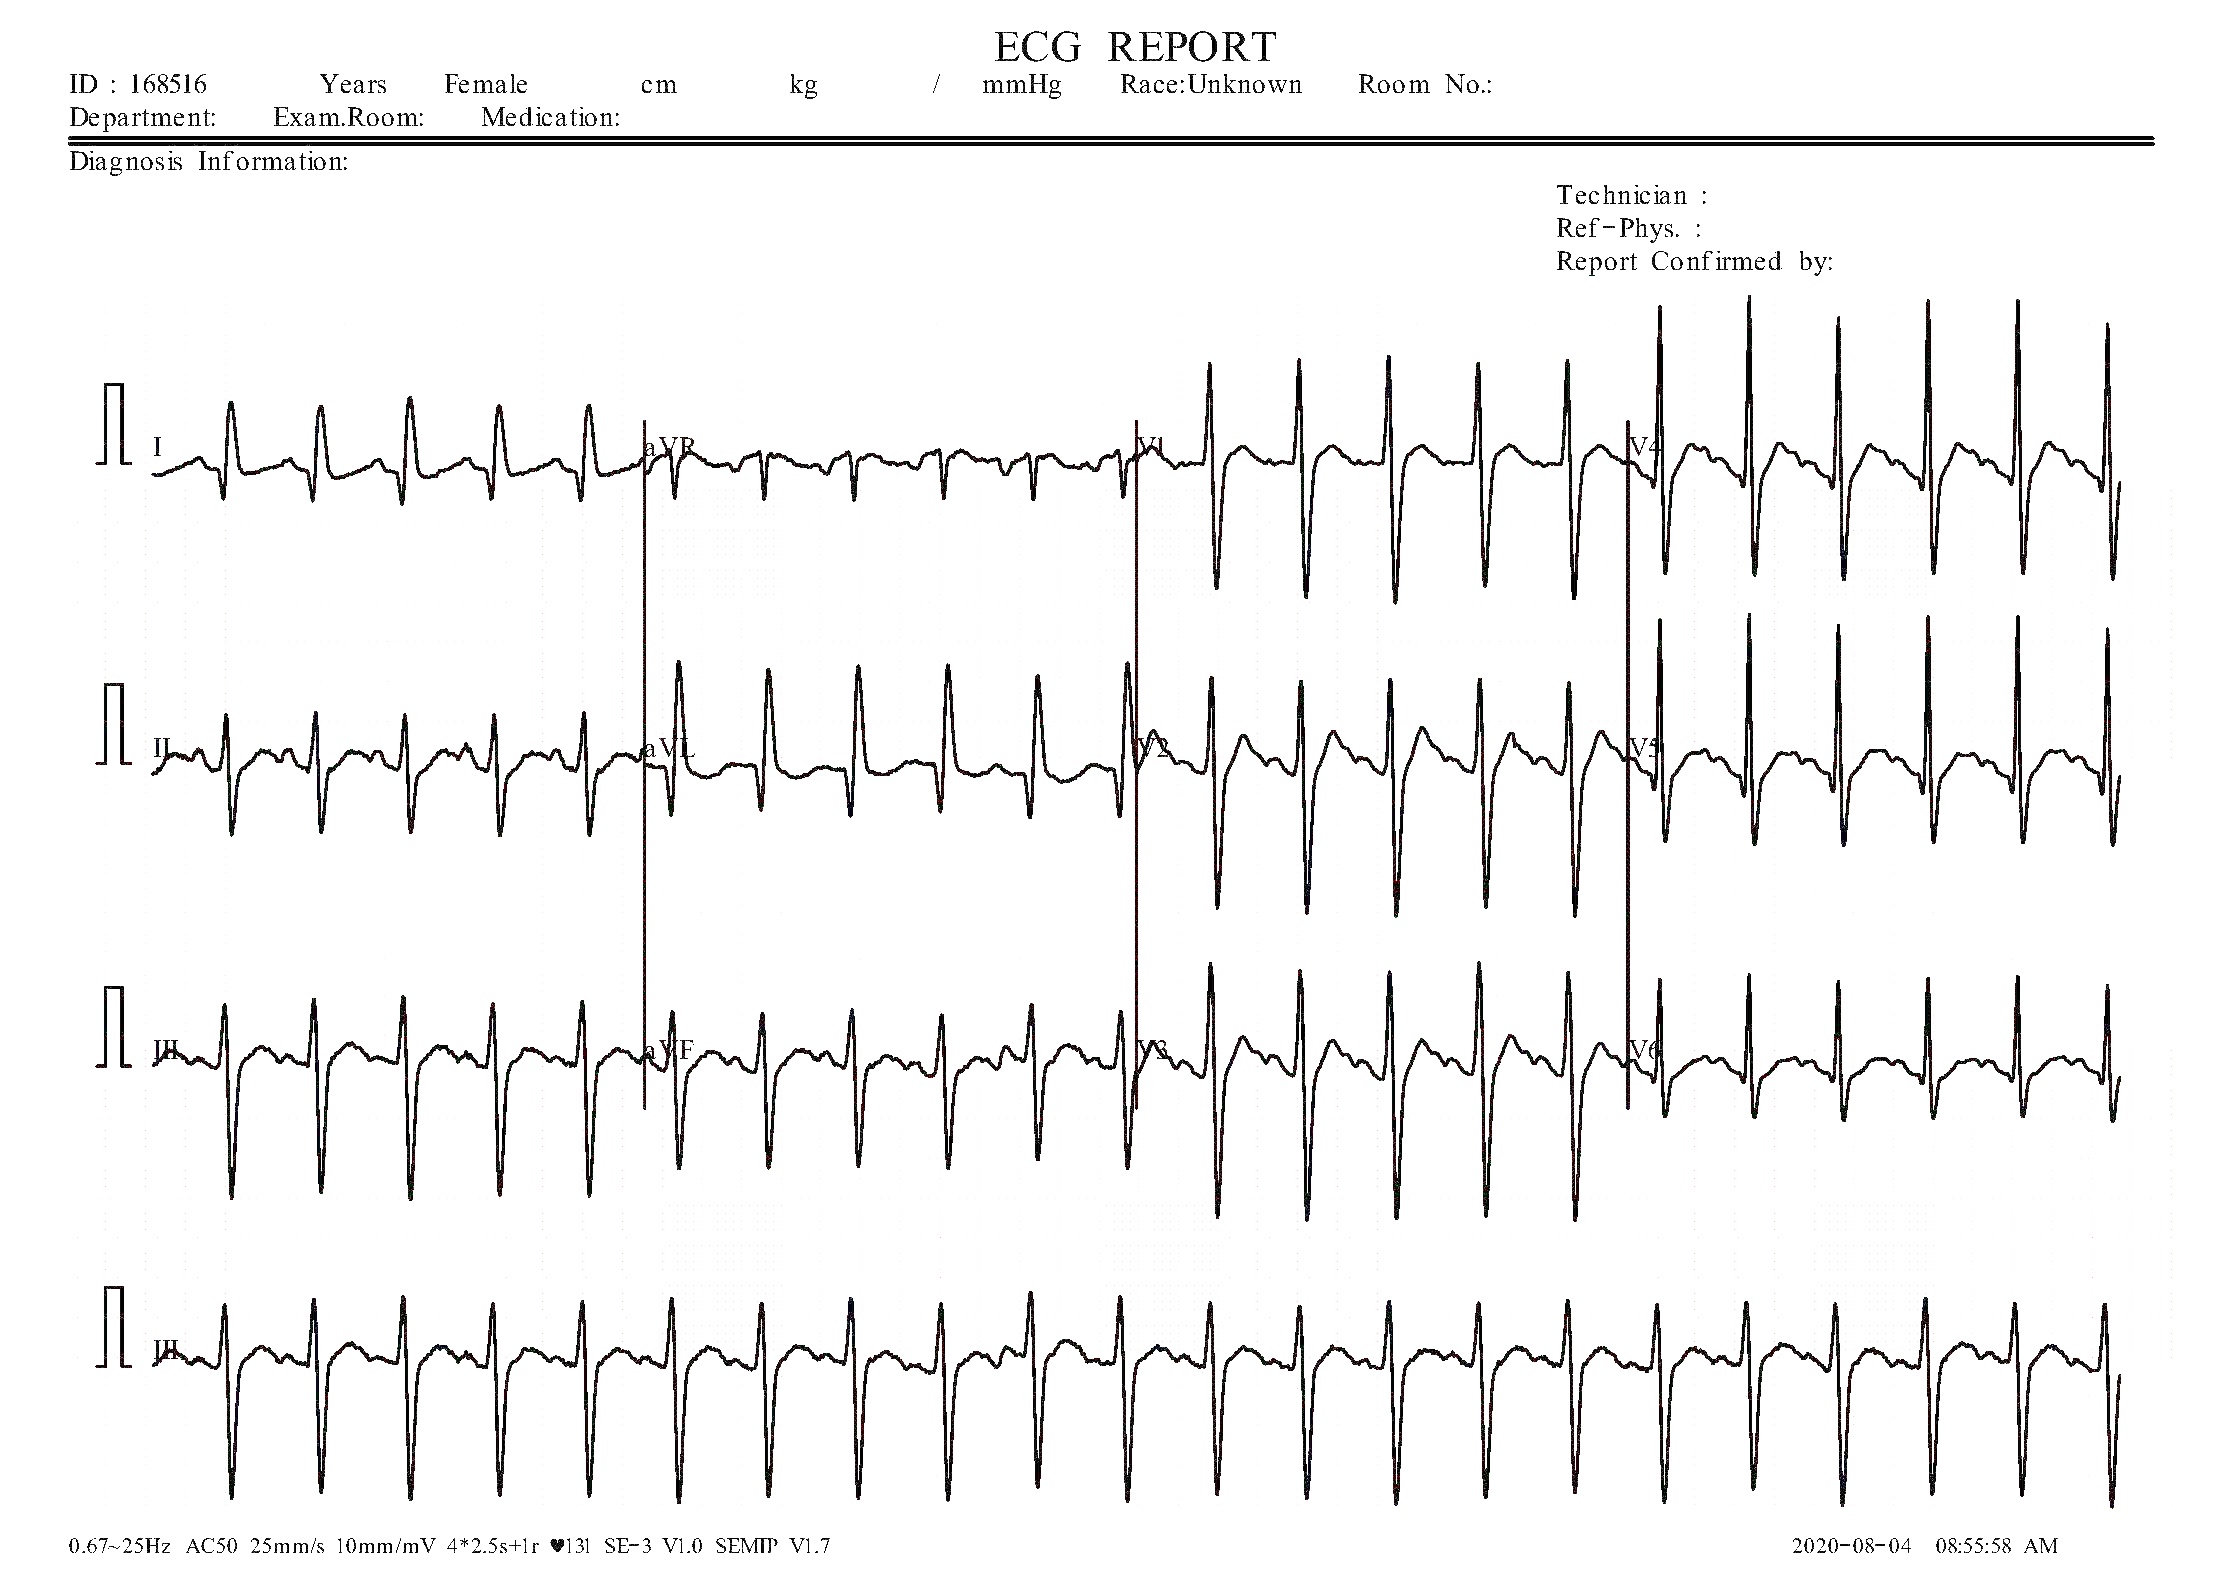 ECG REPORT
ID : 168516 Years Female cm kg / mmHg Race:Unknown Room No.:
Department: Exam.Room: Medication:
Diagnosis Information:
Technician :
Ref-Phys. :
Report Confirmed by:
I aVR V1 V4
II aVL V2 V5
III aVF V3 V6
III
0.67~25Hz AC50 25mm/s 10mm/mV 4*2.5s+1r ♥131 SE-3 V1.0 SEMIP V1.7 2020-08-04 08:55:58 AM